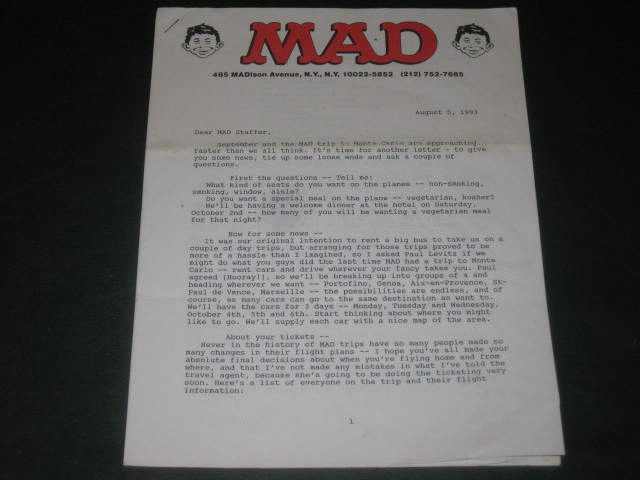 MAD
485 MADison Avenue, N.Y., N.Y. 10022-5852 (212) 752-7685
August 5, 1993
Dear MAD Staffer,
September and the MAD trip to Monte Carlo are approaching
faster than we all think. It's time for another letter - to give
you some news, tie up some loose ends and ask a couple of
questions.
First the questions -- Tell me:
What kind of seats do you want on the planes -- non-smoking,
smoking, window, aisle?
Do you want a special meal on the plane -- vegetarian, kosher?
We'll be having a welcome dinner at the hotel on Saturday,
October 2nd -- how many of you will be wanting a vegetarian meal
for that night?
Now for some news --
It was our original intention to rent a big bus to take us on a
couple of day trips, but arranging for those trips proved to be
more of a hassle than I imagined, so I asked Paul Levitz if we
might do what you guys did the last time MAD had a trip to Monte
Carlo -- rent cars and drive wherever your fancy takes you. Paul
agreed (Hooray!), so we'll be breaking up into groups of 4 and
heading wherever we want -- Portofino, Genoa, Aix-en-Provence, St-
Paul de Vence, Marseille -- the possibilities are endless, and of
course, as many cars can go to the same destination as want to.
We'll have the cars for 3 days -- Monday, Tuesday and Wednesday,
October 4th, 5th and 6th. Start thinking about where you might
like to go. We'll supply each car with a nice map of the area.
About your tickets --
Never in the history of MAD trips have so many people made so
many changes in their flight plans -- I hope you've all made your
absolute final decisions about when you're flying home and from
where, and that I've not made any mistakes in what I've told the
travel agent, because she's going to be doing the ticketing very
soon. Here's a list of everyone on the trip and their flight
information:
1